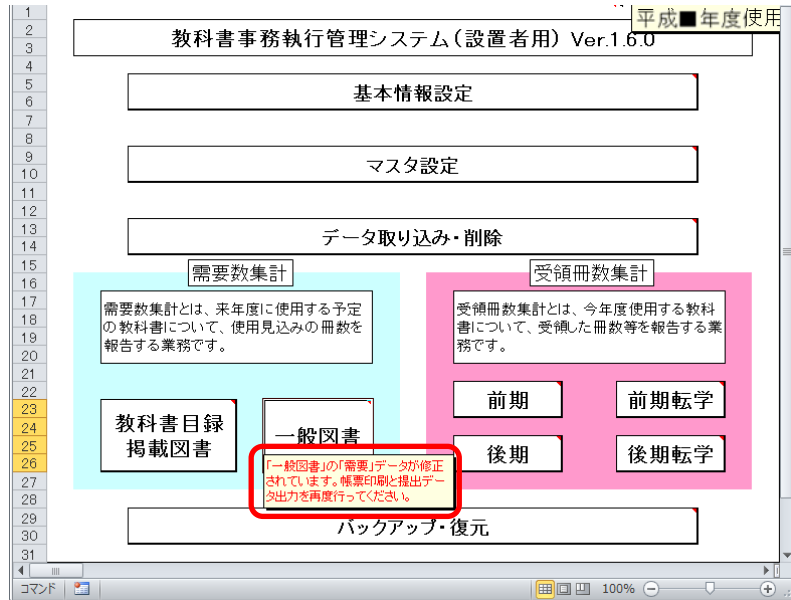 平成■年度使用
教科書事務執行管理システム(設置者用) Ver.1.6.0
基本情報設定
マスタ設定
データ取り込み・削除
需要数集計
需要数集計とは、来年度に使用する予定
の教科書について、使用見込みの冊数を
報告する業務です。
教科書目録
掲載図書
一般図書
「一般図書」の「需要」データが修正
されています。帳票印刷と提出デー
タ出力を再度行ってください。
受領冊数集計
受領冊数集計とは、今年度使用する教科
書について、受領した冊数等を報告する業
務です。
前期
前期転学
後期
後期転学
バックアップ・復元
1
2
3
4
5
6
7
8
9
10
11
12
13
14
15
16
17
18
19
20
21
22
23
24
25
26
27
28
29
30
31
コマンド
100%